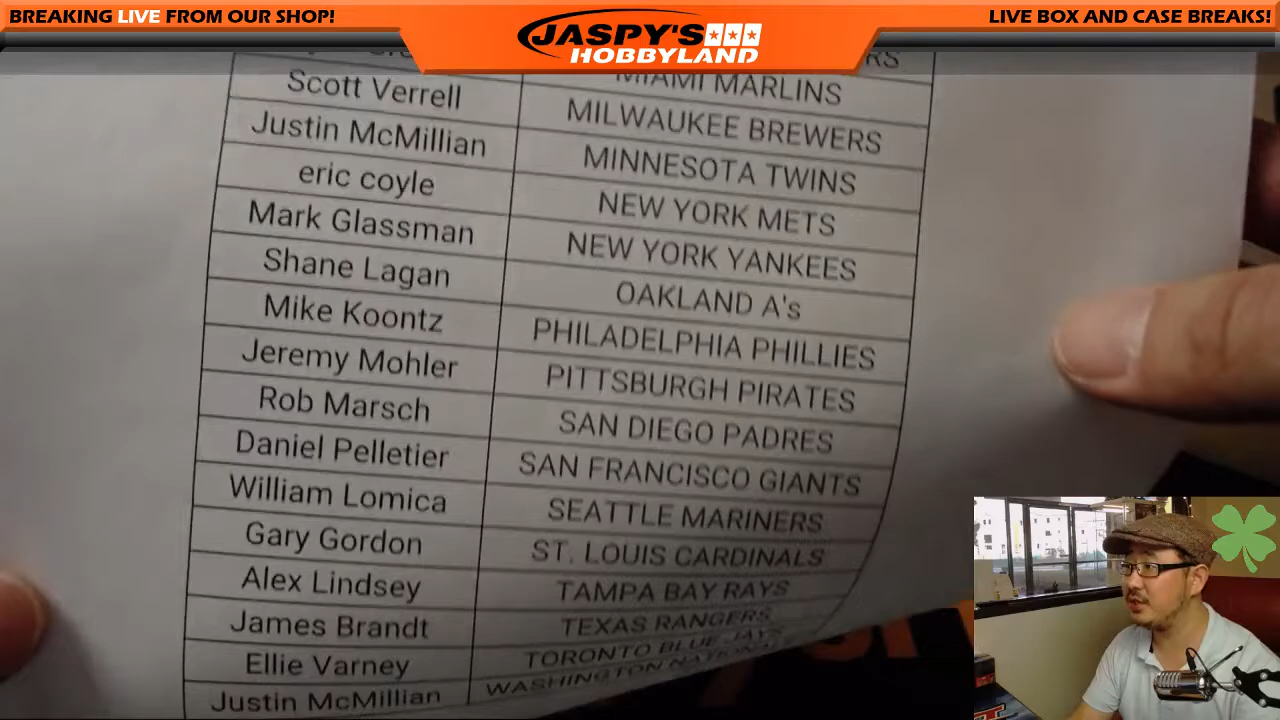 BREAKING LIVE FROM OUR SHOP!
JASPY'S
HOBBYLAND
LIVE BOX AND CASE BREAKS!
MIAMI MARLINS
Scott Verrell MILWAUKEE BREWERS
Justin McMillian MINNESOTA TWINS
eric coyle NEW YORK METS
Mark Glassman NEW YORK YANKEES
Shane Lagan OAKLAND A's
Mike Koontz PHILADELPHIA PHILLIES
Jeremy Mohler PITTSBURGH PIRATES
Rob Marsch SAN DIEGO PADRES
Daniel Pelletier SAN FRANCISCO GIANTS
William Lomica SEATTLE MARINERS
Gary Gordon ST. LOUIS CARDINALS
Alex Lindsey TAMPA BAY RAYS
James Brandt TEXAS RANGERS
Ellie Varney TORONTO BLUE JAYS
Justin McMillian WASHINGTON NATIONALS